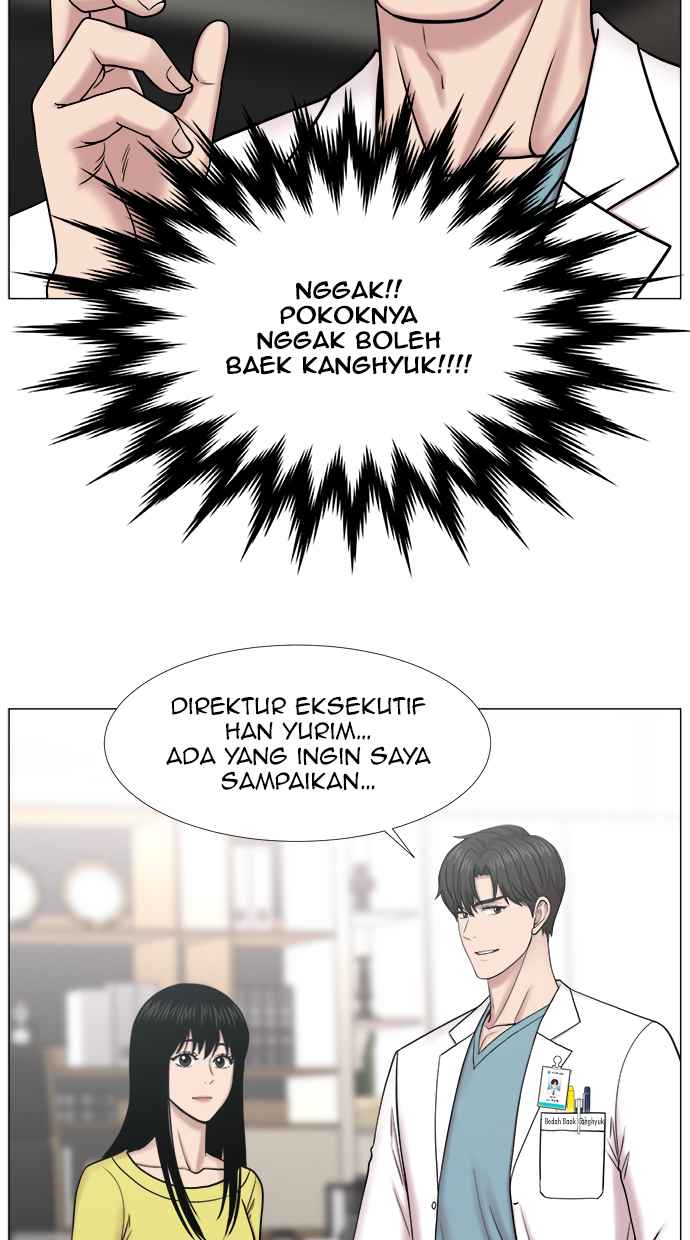 NGGAK!!
POKOKNYA
NGGAK BOLEH
BAEK KANGHYUK!!!!
DIREKTUR EKSEKUTIF
HAN YURIM...
ADA YANG INGIN SAYA
SAMPAIKAN...
Bedah Baek Kanghyuk